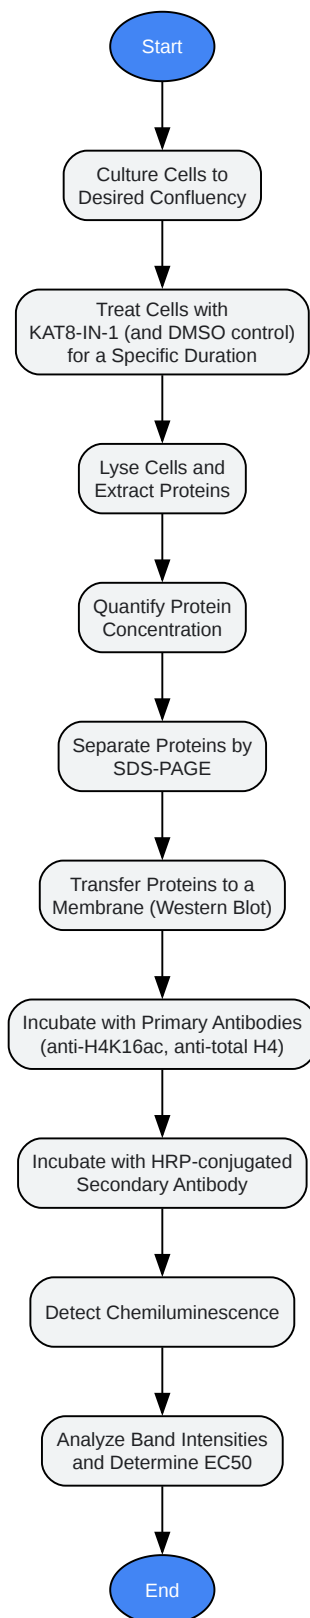 Start
Culture Cells to
Desired Confluency
Treat Cells with
KAT8-IN-1 (and DMSO control)
for a Specific Duration
Lyse Cells and
Extract Proteins
Quantify Protein
Concentration
Separate Proteins by
SDS-PAGE
Transfer Proteins to a
Membrane (Western Blot)
Incubate with Primary Antibodies
(anti-H4K16ac, anti-total H4)
Incubate with HRP-conjugated
Secondary Antibody
Detect Chemiluminescence
Analyze Band Intensities
and Determine EC50
End